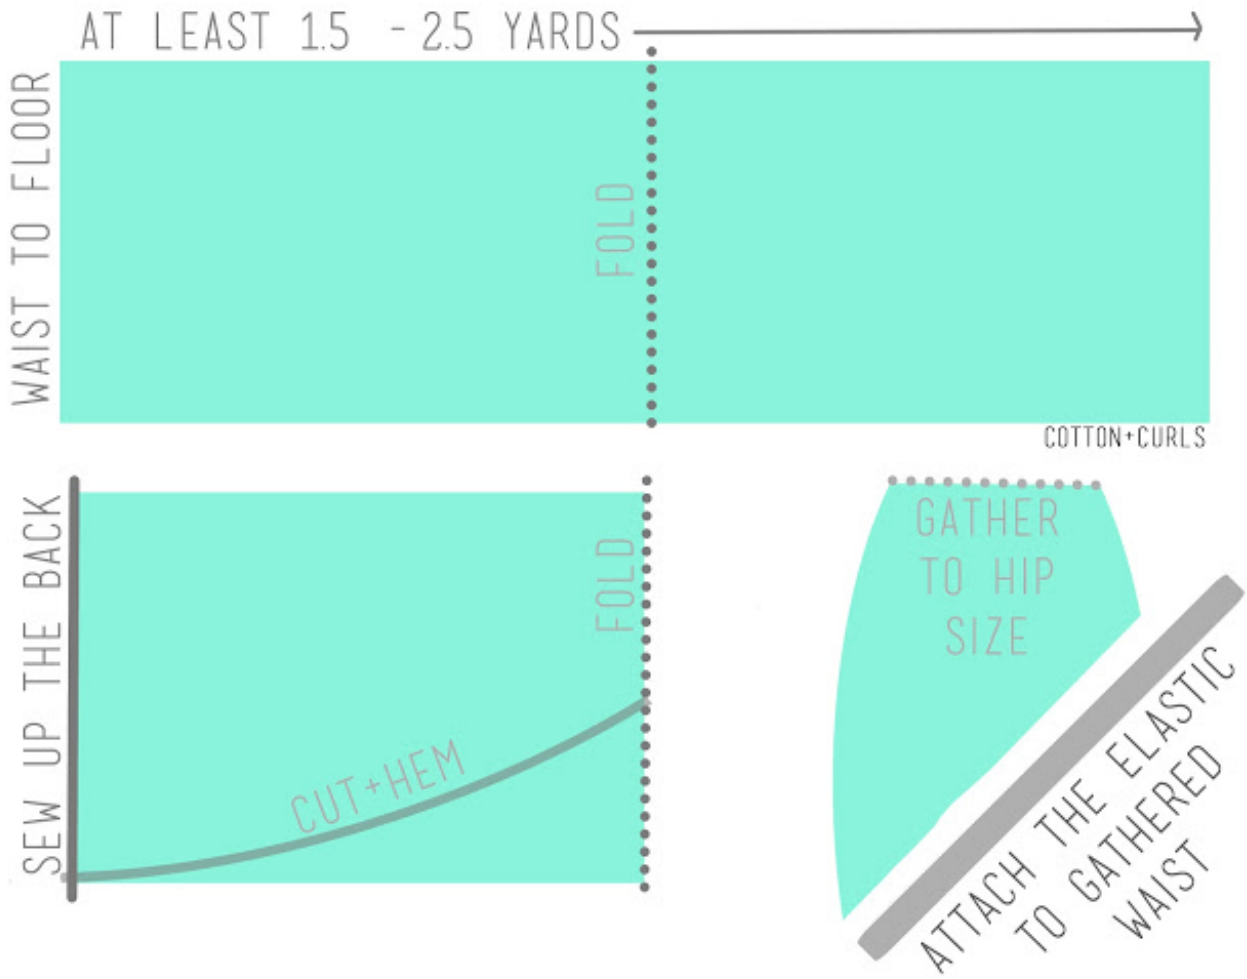 AT LEAST 1.5 - 2.5 YARDS
WAIST TO FLOOR
FOLD
COTTON+CURLS
SEW UP THE BACK
FOLD
CUT+HEM
GATHER
TO HIP
SIZE
ATTACH THE ELASTIC
TO GATHERED
WAIST